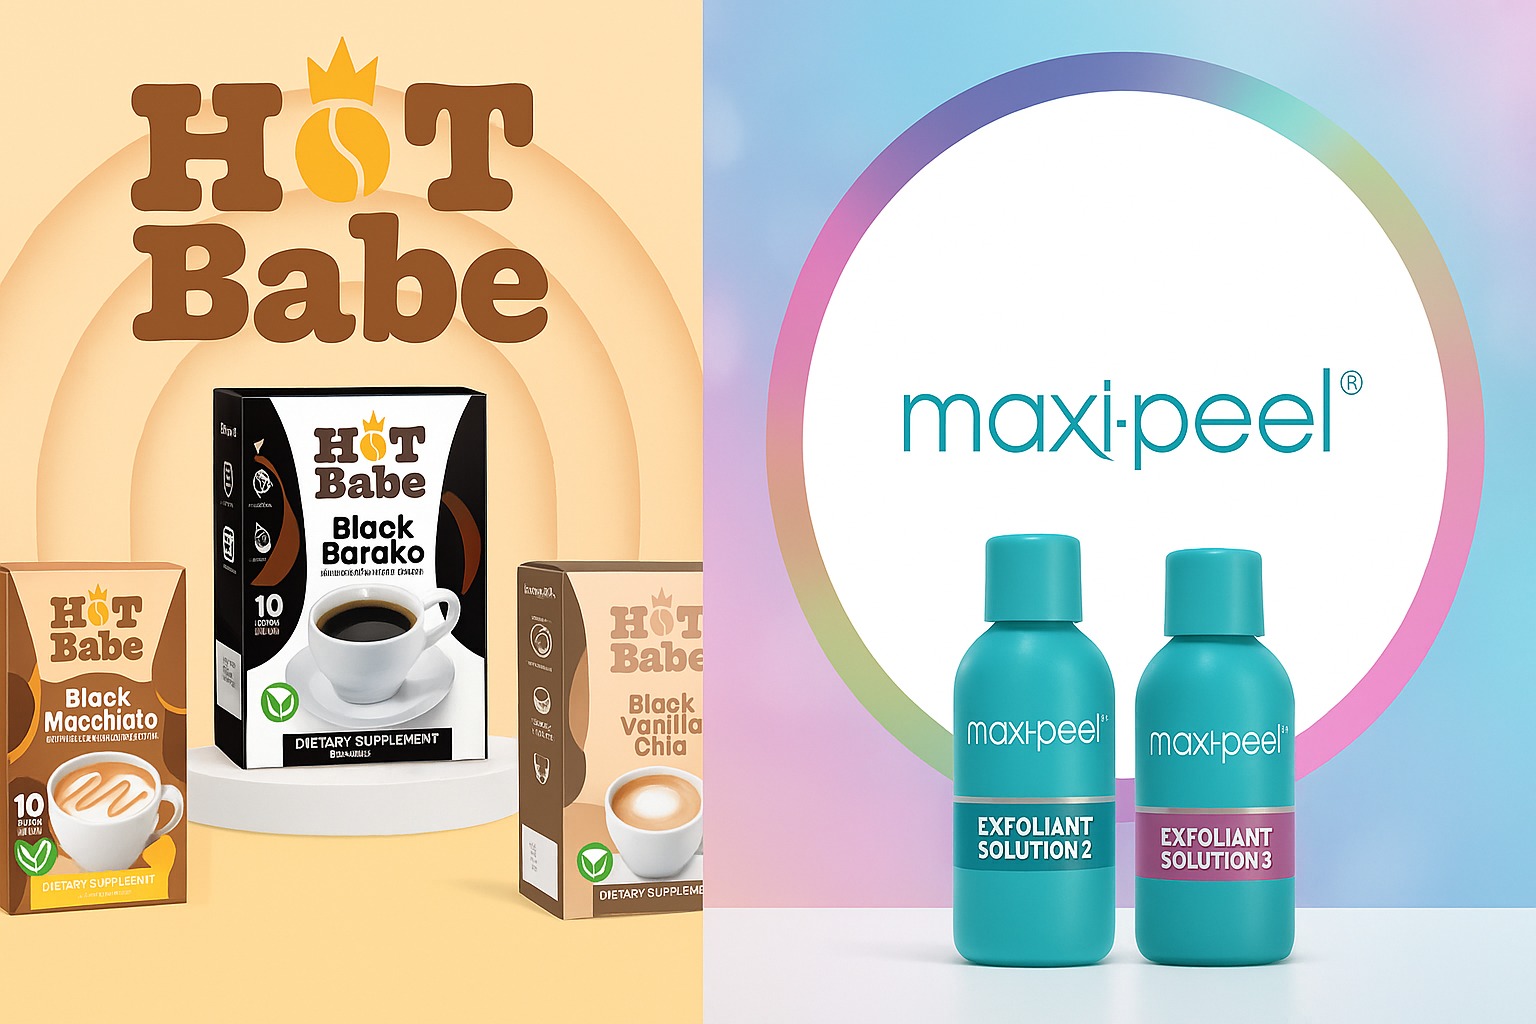 HOT
Babe
HOT
Babe
Black
Barako
10
DIETARY SUPPLEMENT
HOT
Babe
Black
Macchiato
10
DIETARY SUPPLEENIT
HOT
Babe
Black
Vanilla
Chia
DIETARY SUPPLEME
maxi-peel®
maxi-peel
EXFOLIANT
SOLUTION 2
maxi-peel
EXFOLIANT
SOLUTION 3